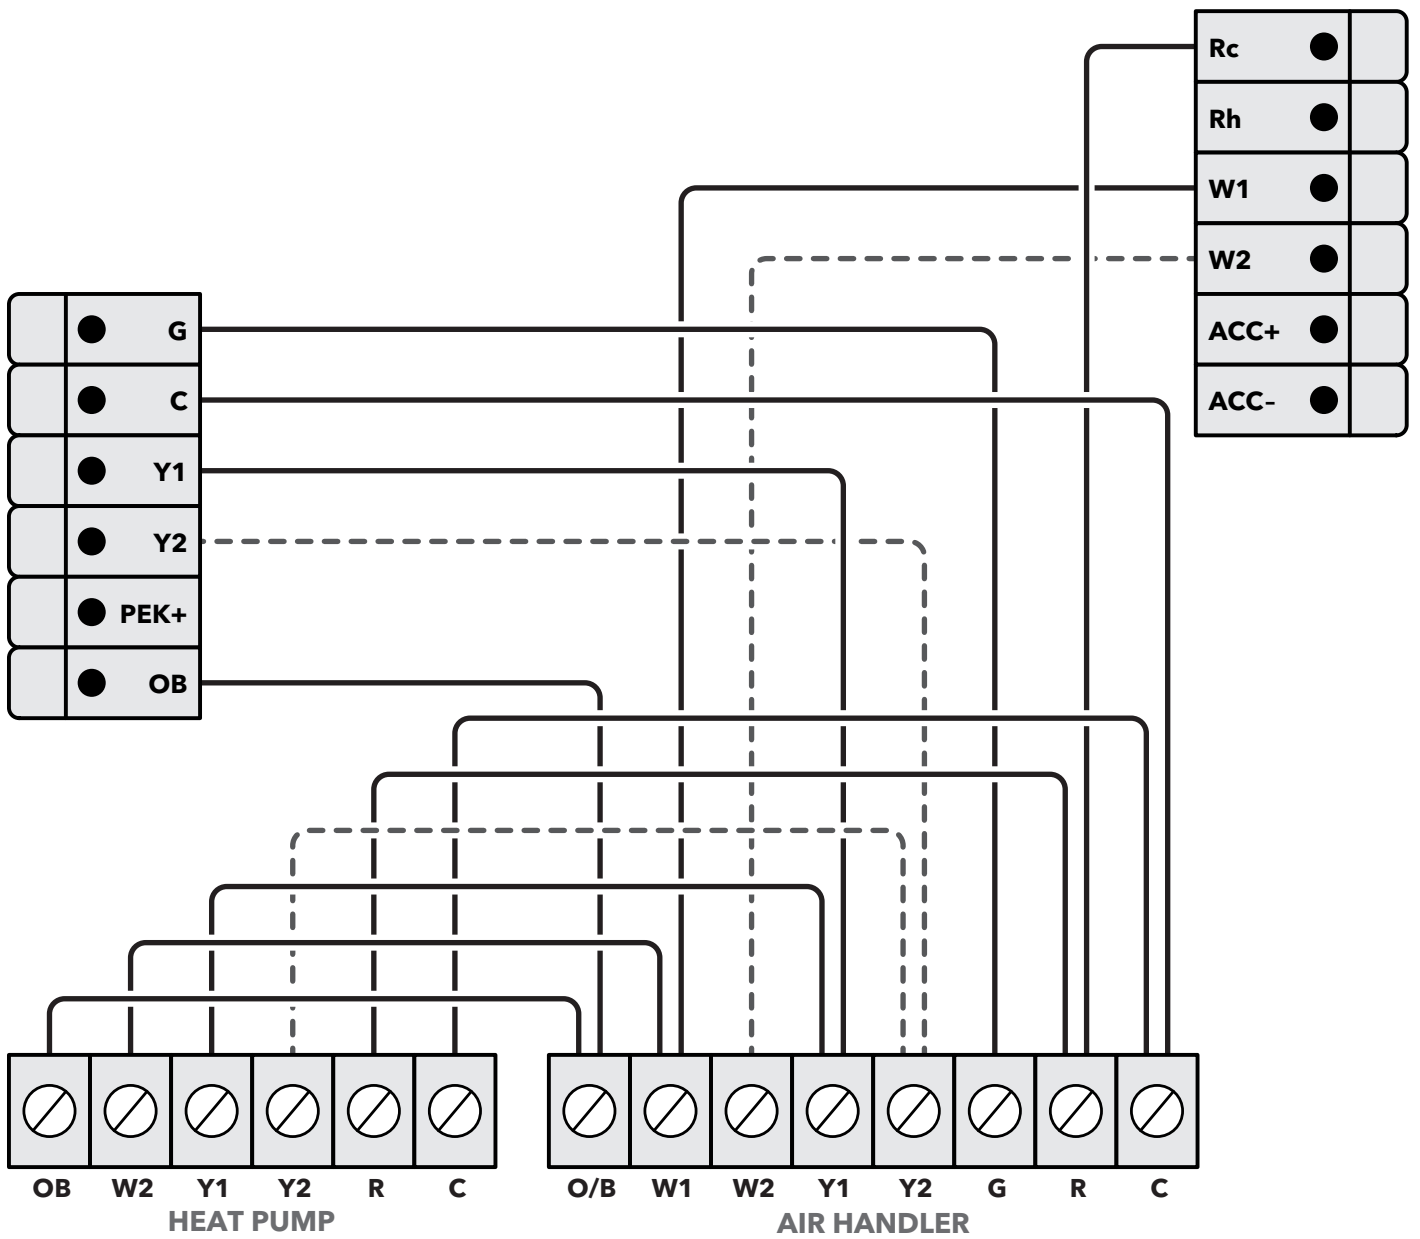 Rc
Rh
W1
W2
ACC+
ACC-
G
C
Y1
Y2
PEK+
OB
OB W2 Y1 Y2 R C
HEAT PUMP
O/B W1 W2 Y1 Y2 G R C
AIR HANDLER